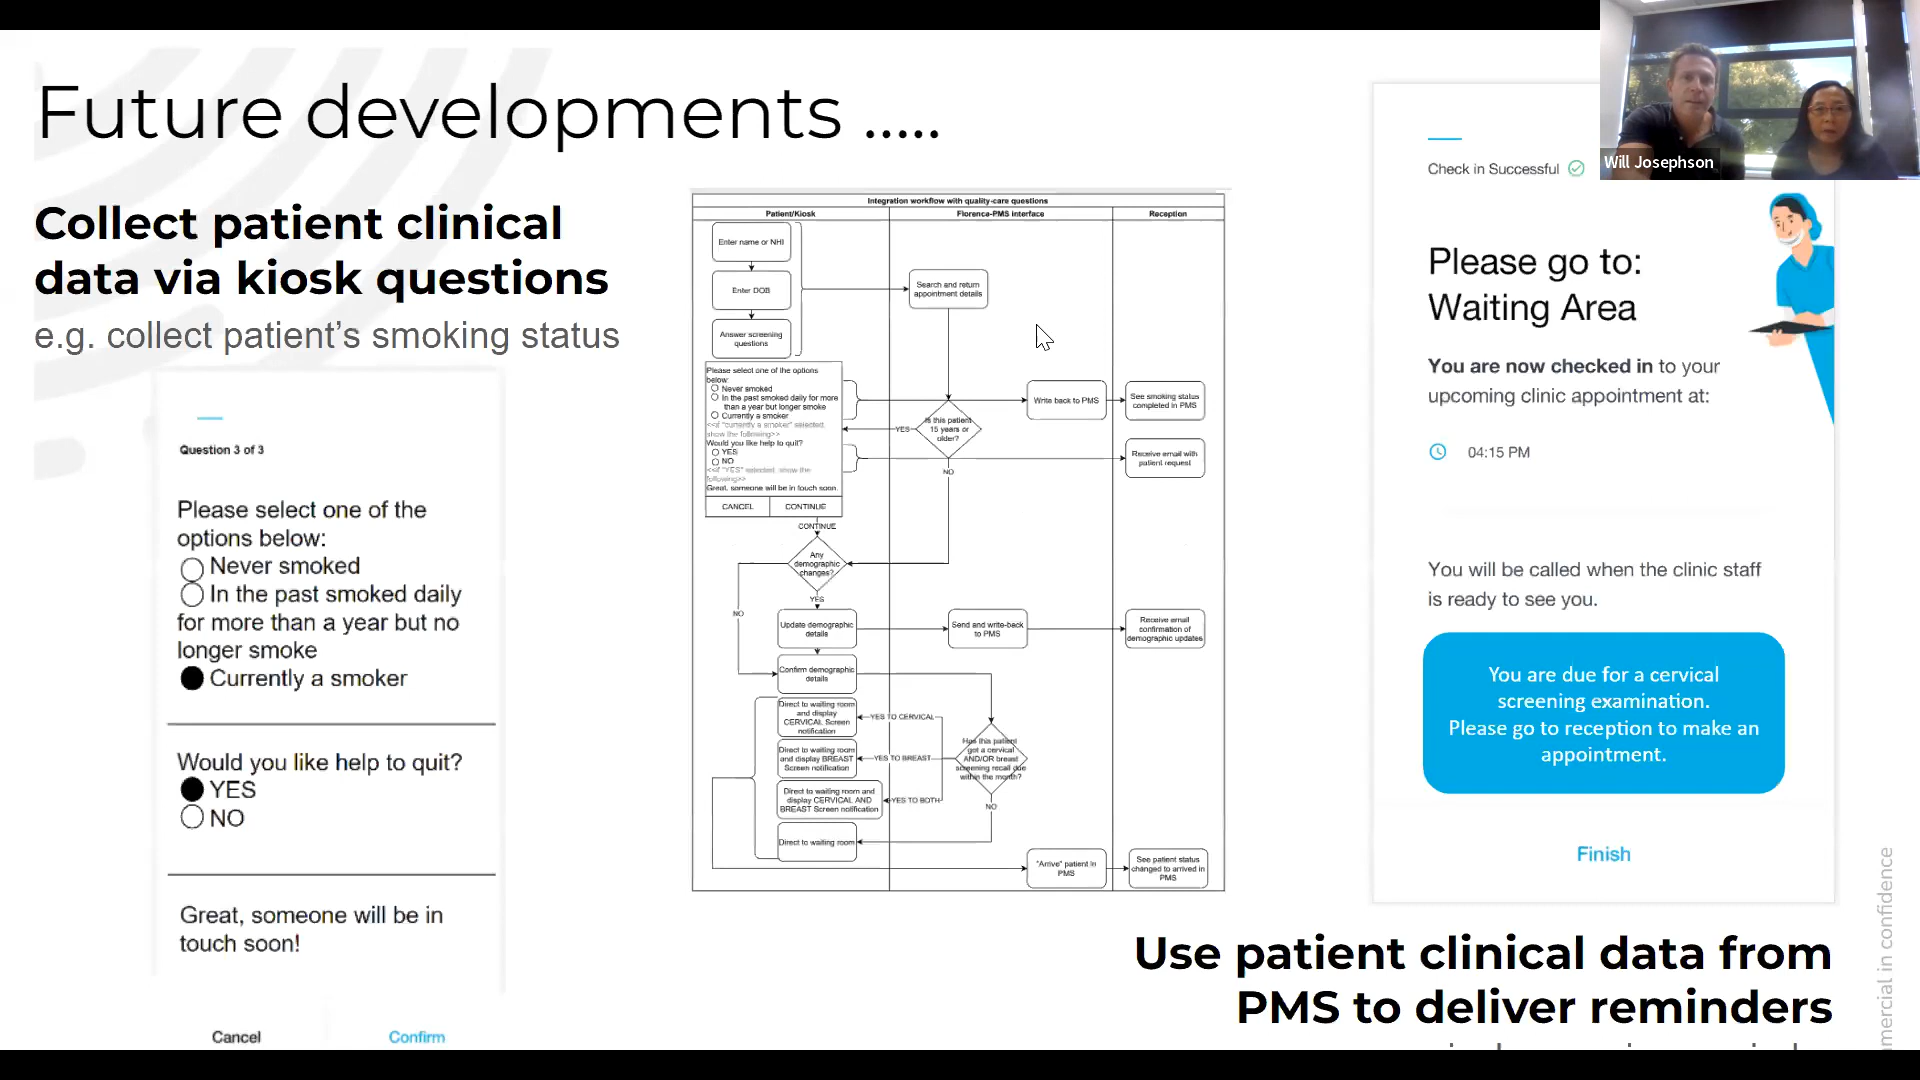 Future developments .....
Collect patient clinical
data via kiosk questions
e.g. collect patient's smoking status
Question 3 of 3
Please select one of the
options below:
Never smoked
In the past smoked daily
for more than a year but no
longer smoke
Currently a smoker
Would you like help to quit?
YES
NO
Great, someone will be in
touch soon!
Cancel
Confirm
Integration workflow with quality-care questions
Patient/Kiosk
Florence-PMS interface
Reception
Enter name or NHI
Enter DOB
Answer screening
questions
Search and return
appointment details
Please select one of the options
below:
Never smoked
In the past smoked daily for more
than a year but longer smoke
Currently a smoker
<<if "currently a smoker" selected,
show the following>>
Would you like help to quit?
YES
NO
<<if "YES" selected, show the
following>>
Great, someone will be in touch soon.
CANCEL
CONTINUE
YES
Is this patient
15 years or
older?
NO
Write back to PMS
See smoking status
completed in PMS
Receive email with
patient request
CONTINUE
Any
demographic
changes?
YES
NO
Update demographic
details
Send and write-back
to PMS
Receive email
confirmation of
demographic updates
Confirm demographic
details
Direct to waiting room
and display
CERVICAL Screen
notification
YES TO CERVICAL
Direct to waiting room
and display BREAST
Screen notification
YES TO BREAST
Direct to waiting room and
display CERVICAL AND
BREAST Screen notification
YES TO BOTH
Has this patient
got a cervical
AND/OR breast
screening recall due
within the month?
NO
Direct to waiting room
"Arrive" patient in
PMS
See patient status
changed to arrived in
PMS
Will Josephson
Check in Successful
Please go to:
Waiting Area
You are now checked in to your
upcoming clinic appointment at:
04:15 PM
You will be called when the clinic staff
is ready to see you.
You are due for a cervical
screening examination.
Please go to reception to make an
appointment.
Finish
Use patient clinical data from
PMS to deliver reminders
mmercial in confidence